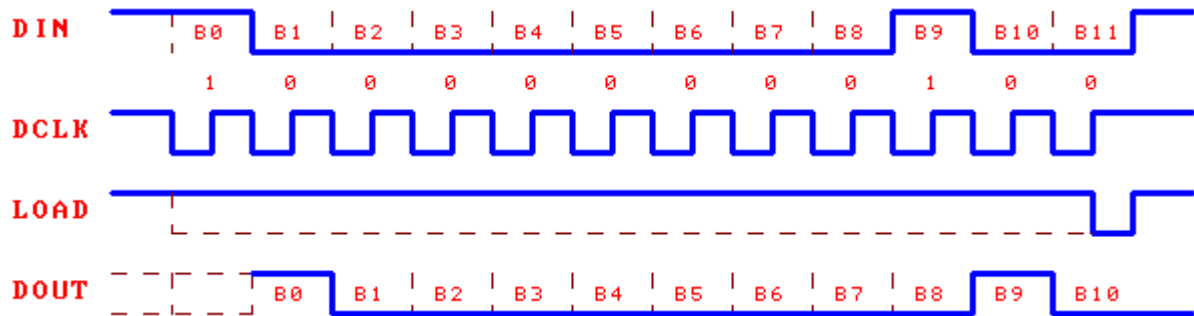 DIN B0 B1 B2 B3 B4 B5 B6 B7 B8 B9 B10 B11
1 0 0 0 0 0 0 0 0 1 0 0
DCLK
LOAD
DOUT B0 B1 B2 B3 B4 B5 B6 B7 B8 B9 B10